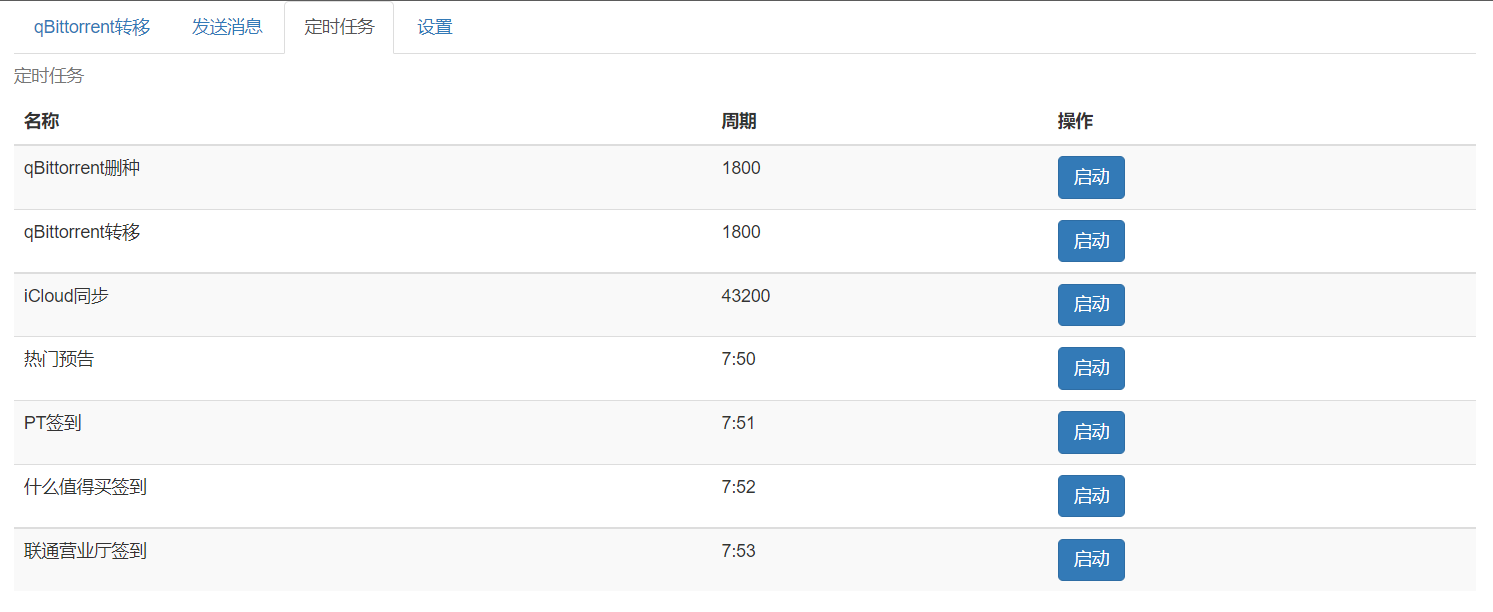 qBittorrent转移 发送消息 定时任务 设置
定时任务
名称 周期 操作
qBittorrent删种 1800 启动
qBittorrent转移 1800 启动
iCloud同步 43200 启动
热门预告 7:50 启动
PT签到 7:51 启动
什么值得买签到 7:52 启动
联通营业厅签到 7:53 启动